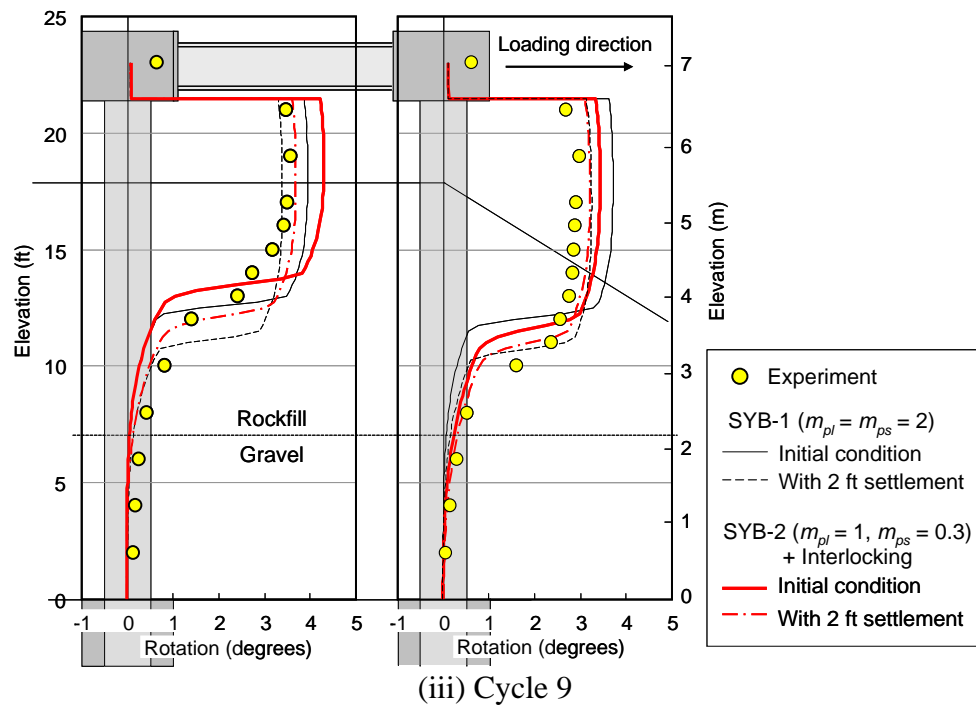 25
20
15
10
5
0
Elevation (ft)
Loading direction
7
6
5
4
3
2
1
0
Elevation (m)
Rockfill
Gravel
-1 0 1 2 3 4 5
Rotation (degrees)
-1 0 1 2 3 4 5
Rotation (degrees)
Experiment
SYB-1 (mpl = mps = 2)
Initial condition
With 2 ft settlement
SYB-2 (mpl = 1, mps = 0.3)
+ Interlocking
Initial condition
With 2 ft settlement
(iii) Cycle 9